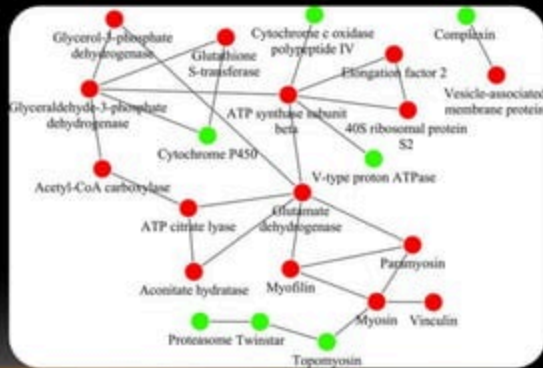 Glycerol-3-phosphate
dehydrogenase
Glutathione
S-transferase
Cytochrome c oxidase
polypeptide IV
Elongation factor 2
Complexin
Vesicle-associated
membrane protein
Glyceraldehyde-3-phosphate
dehydrogenase
ATP synthase subunit
beta
40S ribosomal protein
S2
Cytochrome P450
V-type proton ATPase
Acetyl-CoA carboxylase
ATP citrate lyase
Glutamate
dehydrogenase
Paramyosin
Aconitate hydratase
Myofilin
Myosin
Vinculin
Proteasome
Twinstar
Topomyosin